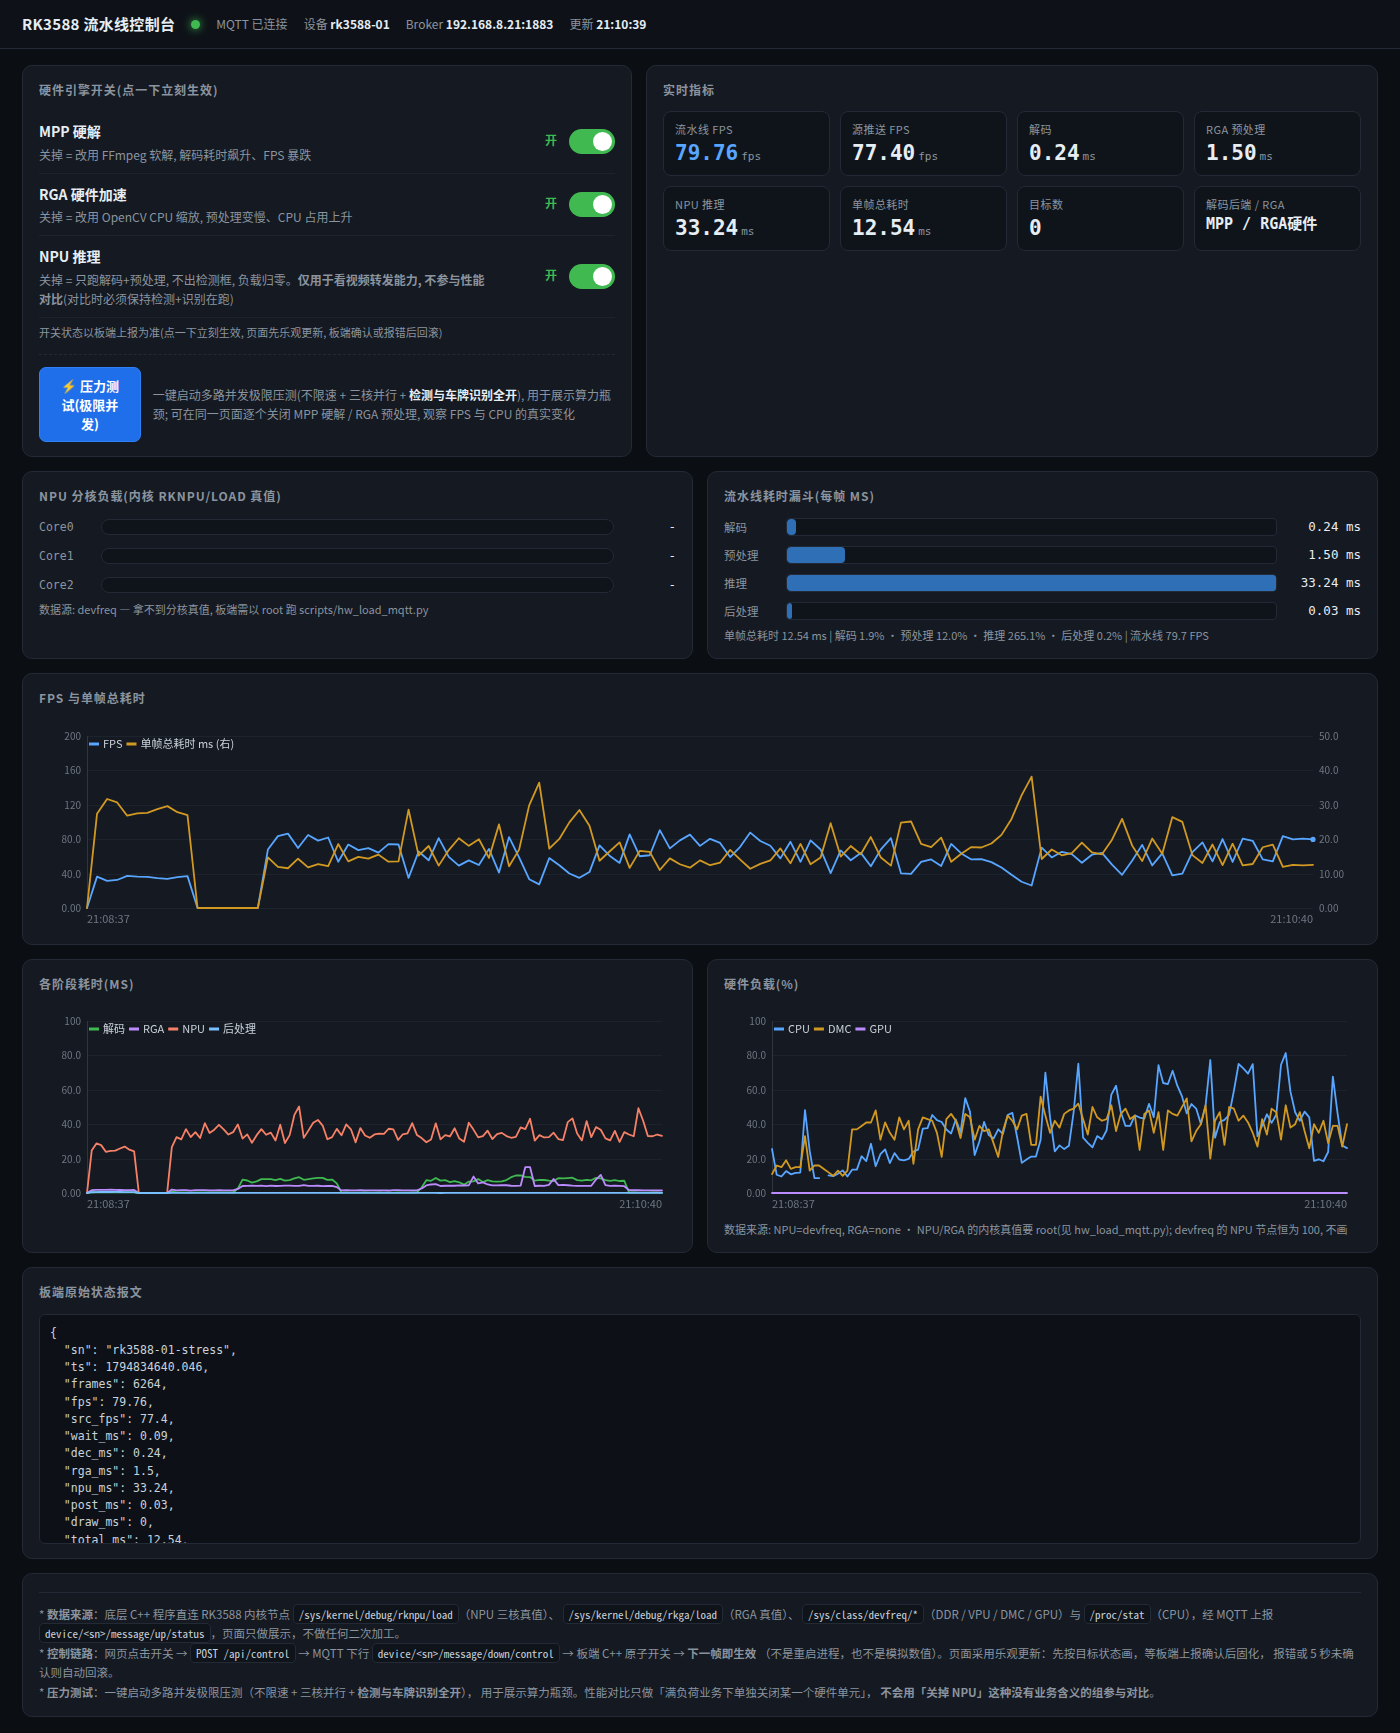 RK3588 流水线控制台 MQTT 已连接 设备 rk3588-01 Broker 192.168.8.21:1883 更新 21:10:39
硬件引擎开关(点一下立刻生效)
MPP 硬解
关掉 = 改用 FFmpeg 软解, 解码耗时飙升、FPS 暴跌
开
RGA 硬件加速
关掉 = 改用 OpenCV CPU 缩放, 预处理变慢、CPU 占用上升
开
NPU 推理
关掉 = 只跑解码+预处理, 不出检测框, 负载归零。仅用于看视频转发能力, 不参与性能
对比(对比时必须保持检测+识别在跑)
开
开关状态以板端上报为准(点一下立刻生效, 页面先乐观更新, 板端确认或报错后回滚)
⚡ 压力测
试(极限并
发)
一键启动多路并发极限压测(不限速 + 三核并行 + 检测与车牌识别全开), 用于展示算力瓶
颈; 可在同一页面逐个关闭 MPP 硬解 / RGA 预处理, 观察 FPS 与 CPU 的真实变化
实时指标
流水线 FPS
79.76 fps
源推送 FPS
77.40 fps
解码
0.24 ms
RGA 预处理
1.50 ms
NPU 推理
33.24 ms
单帧总耗时
12.54 ms
目标数
0
解码后端 / RGA
MPP / RGA硬件
NPU 分核负载(内核 RKNPU/LOAD 真值)
Core0 -
Core1 -
Core2 -
数据源: devfreq — 拿不到分核真值, 板端需以 root 跑 scripts/hw_load_mqtt.py
流水线耗时漏斗(每帧 MS)
解码 0.24 ms
预处理 1.50 ms
推理 33.24 ms
后处理 0.03 ms
单帧总耗时 12.54 ms | 解码 1.9% · 预处理 12.0% · 推理 265.1% · 后处理 0.2% | 流水线 79.7 FPS
FPS 与单帧总耗时
FPS 单帧总耗时 ms (右)
200 50.0
160 40.0
120 30.0
80.0 20.0
40.0 10.00
0.00 0.00
21:08:37 21:10:40
各阶段耗时(MS)
解码 RGA NPU 后处理
100
80.0
60.0
40.0
20.0
0.00
21:08:37 21:10:40
硬件负载(%)
CPU DMC GPU
100
80.0
60.0
40.0
20.0
0.00
21:08:37 21:10:40
数据来源: NPU=devfreq, RGA=none · NPU/RGA 的内核真值要 root(见 hw_load_mqtt.py); devfreq 的 NPU 节点恒为 100, 不画
板端原始状态报文
{
"sn": "rk3588-01-stress",
"ts": 1794834640.046,
"frames": 6264,
"fps": 79.76,
"src_fps": 77.4,
"wait_ms": 0.09,
"dec_ms": 0.24,
"rga_ms": 1.5,
"npu_ms": 33.24,
"post_ms": 0.03,
"draw_ms": 0,
"total_ms": 12.54,
* 数据来源：底层 C++ 程序直连 RK3588 内核节点 /sys/kernel/debug/rknpu/load （NPU 三核真值）、 /sys/kernel/debug/rkga/load （RGA 真值）、 /sys/class/devfreq/* （DDR / VPU / DMC / GPU）与 /proc/stat （CPU），经 MQTT 上报
device/<sn>/message/up/status ，页面只做展示，不做任何二次加工。
* 控制链路：网页点击开关 → POST /api/control → MQTT 下行 device/<sn>/message/down/control → 板端 C++ 原子开关 → 下一帧即生效 （不是重启进程，也不是模拟数值）。页面采用乐观更新：先按目标状态画，等板端上报确认后固化， 报错或 5 秒未确
认则自动回滚。
* 压力测试：一键启动多路并发极限压测（不限速 + 三核并行 + 检测与车牌识别全开）， 用于展示算力瓶颈。性能对比只做「满负荷业务下单独关闭某一个硬件单元」， 不会用「关掉 NPU」这种没有业务含义的组参与对比。